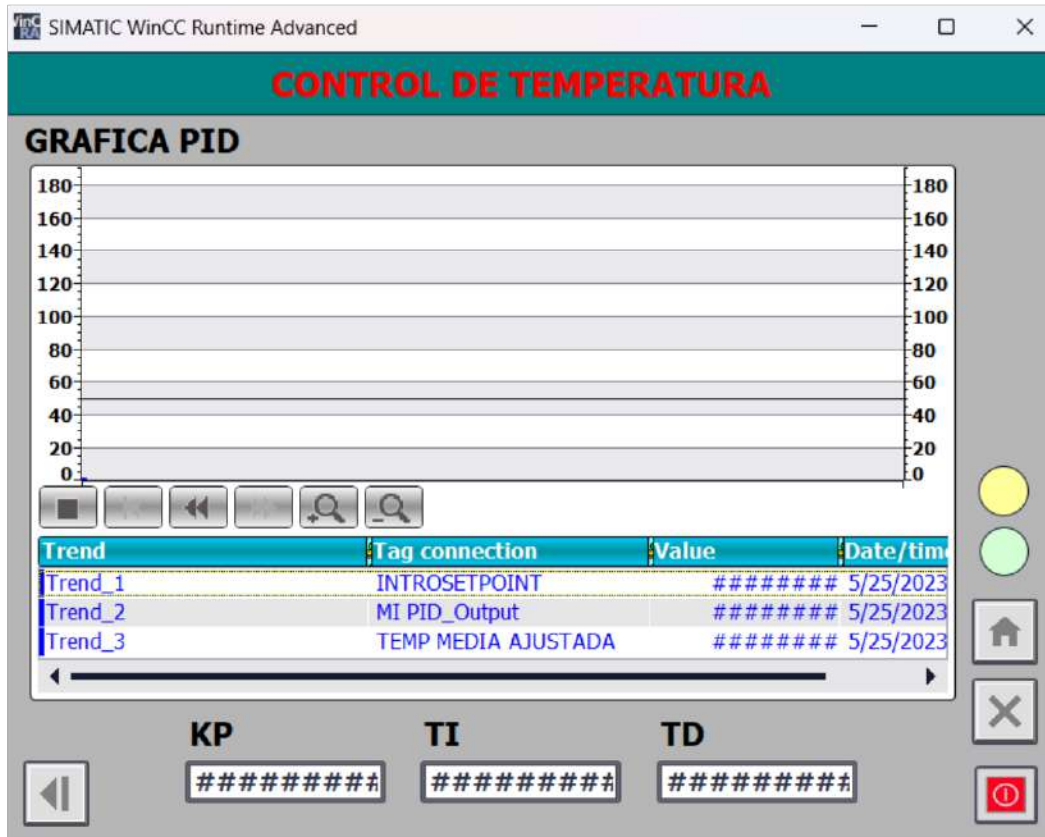 SIMATIC WinCC Runtime Advanced
CONTROL DE TEMPERATURA
GRAFICA PID
180 180
160 160
140 140
120 120
100 100
80 80
60 60
40 40
20 20
0 0
Trend Tag connection Value Date/time
Trend_1 INTROSETPOINT ######## 5/25/2023
Trend_2 MI PID_Output ######## 5/25/2023
Trend_3 TEMP MEDIA AJUSTADA ######## 5/25/2023
KP TI TD
######### ######### #########